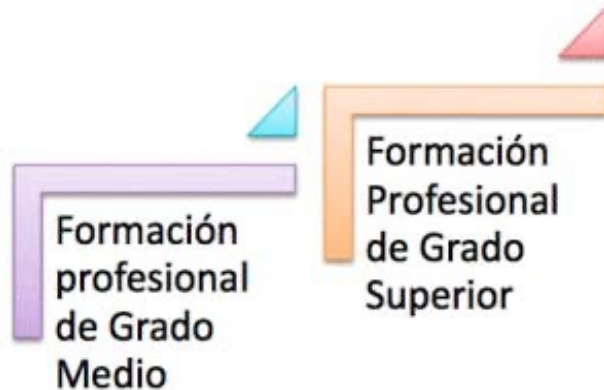 Formación
profesional
de Grado
Medio
Formación
Profesional
de Grado
Superior